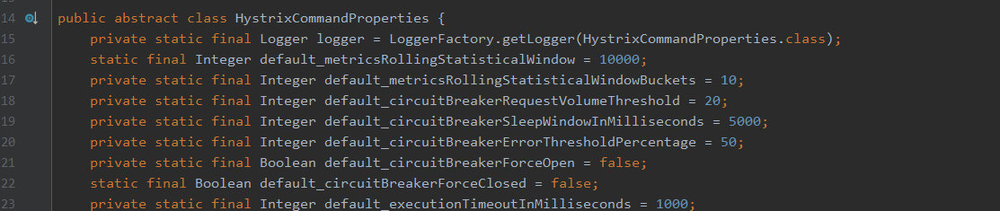 14 public abstract class HystrixCommandProperties {
15 private static final Logger logger = LoggerFactory.getLogger(HystrixCommandProperties.class);
16 static final Integer default_metricsRollingStatisticalWindow = 10000;
17 private static final Integer default_metricsRollingStatisticalWindowBuckets = 10;
18 private static final Integer default_circuitBreakerRequestVolumeThreshold = 20;
19 private static final Integer default_circuitBreakerSleepWindowInMilliseconds = 5000;
20 private static final Integer default_circuitBreakerErrorThresholdPercentage = 50;
21 private static final Boolean default_circuitBreakerForceOpen = false;
22 static final Boolean default_circuitBreakerForceClosed = false;
23 private static final Integer default_executionTimeoutInMilliseconds = 1000;